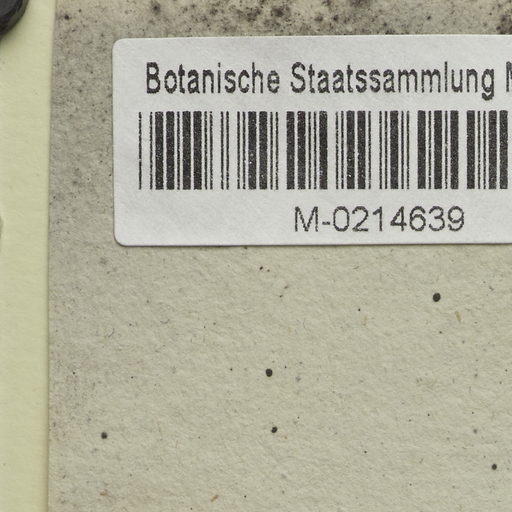 Botanische Staatssammlung
M-0214639